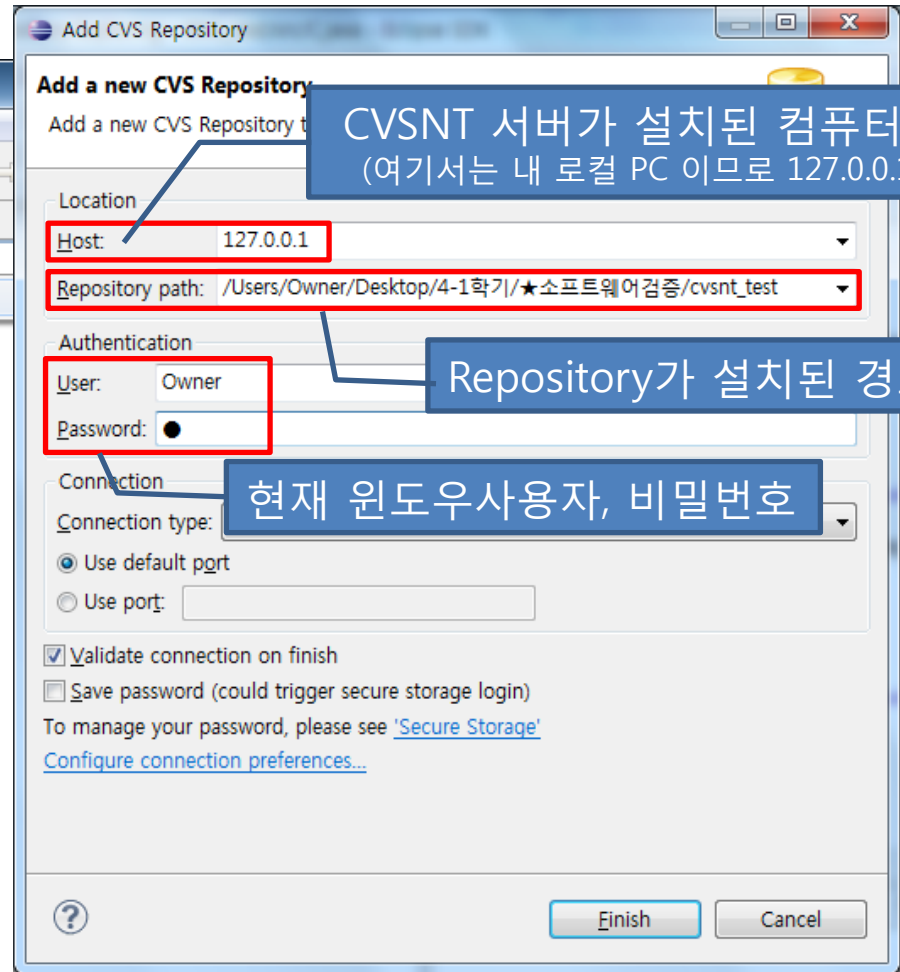 Add CVS Repository
Add a new CVS Repository
Add a new CVS Repository
CVSNT 서버가 설치된 컴퓨터
(여기서는 내 로컬 PC 이므로 127.0.0.1
Location
Host: 127.0.0.1
Repository path: /Users/Owner/Desktop/4-1학기/★소프트웨어검증/cvsnt_test
Authentication
Repository가 설치된
User: Owner
Password: ●
Connection
현재 윈도우사용자, 비밀번호
Connection type:
Use default port
Use port:
Validate connection on finish
Save password (could trigger secure storage login)
To manage your password, please see 'Secure Storage'
Configure connection preferences...
?
Finish
Cancel